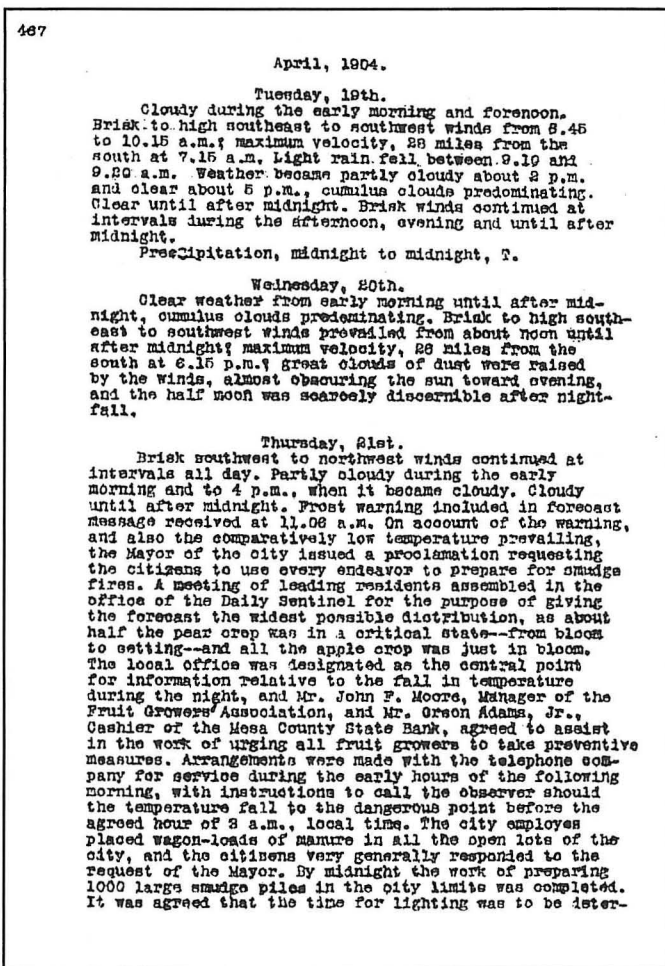 467
April, 1904.
Tuesday, 19th.
Cloudy during the early morning and forenoon.
Brisk to high southeast to southwest winds from 6.45
to 10.15 a.m.; maximum velocity, 28 miles from the
south at 7.15 a.m. Light rain fell between 9.19 and
9.20 a.m. Weather became partly cloudy about 2 p.m.
and clear about 5 p.m., cumulus clouds predominating.
Clear until after midnight. Brisk winds continued at
intervals during the afternoon, evening and until after
midnight.
Precipitation, midnight to midnight, T.
Wednesday, 20th.
Clear weather from early morning until after mid-
night, cumulus clouds predominating. Brisk to high south-
east to southwest winds prevailed from about noon until
after midnight; maximum velocity, 26 miles from the
south at 6.15 p.m.; great clouds of dust were raised
by the winds, almost obscuring the sun toward evening,
and the half moon was scarcely discernible after night-
fall.
Thursday, 21st.
Brisk southwest to northwest winds continued at
intervals all day. Partly cloudy during the early
morning and to 4 p.m., when it became cloudy. Cloudy
until after midnight. Frost warning included in forecast
message received at 11.06 a.m. On account of the warning,
and also the comparatively low temperature prevailing,
the Mayor of the city issued a proclamation requesting
the citizens to use every endeavor to prepare for smudge
fires. A meeting of leading residents assembled in the
office of the Daily Sentinel for the purpose of giving
the forecast the widest possible distribution, as about
half the pear crop was in a critical state--from bloom
to setting--and all the apple crop was just in bloom.
The local office was designated as the central point
for information relative to the fall in temperature
during the night, and Mr. John F. Moore, Manager of the
Fruit Growers' Association, and Mr. Orson Adams, Jr.,
Cashier of the Mesa County State Bank, agreed to assist
in the work of urging all fruit growers to take preventive
measures. Arrangements were made with the telephone com-
pany for service during the early hours of the following
morning, with instructions to call the observer should
the temperature fall to the dangerous point before the
agreed hour of 3 a.m., local time. The city employes
placed wagon-loads of manure in all the open lots of the
city, and the citizens very generally responded to the
request of the Mayor. By midnight the work of preparing
1000 large smudge piles in the city limits was completed.
It was agreed that the time for lighting was to be deter-